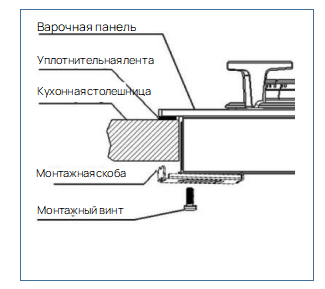 Варочная панель
Уплотнительная лента
Кухонная столешница
Монтажная скоба
Монтажный винт